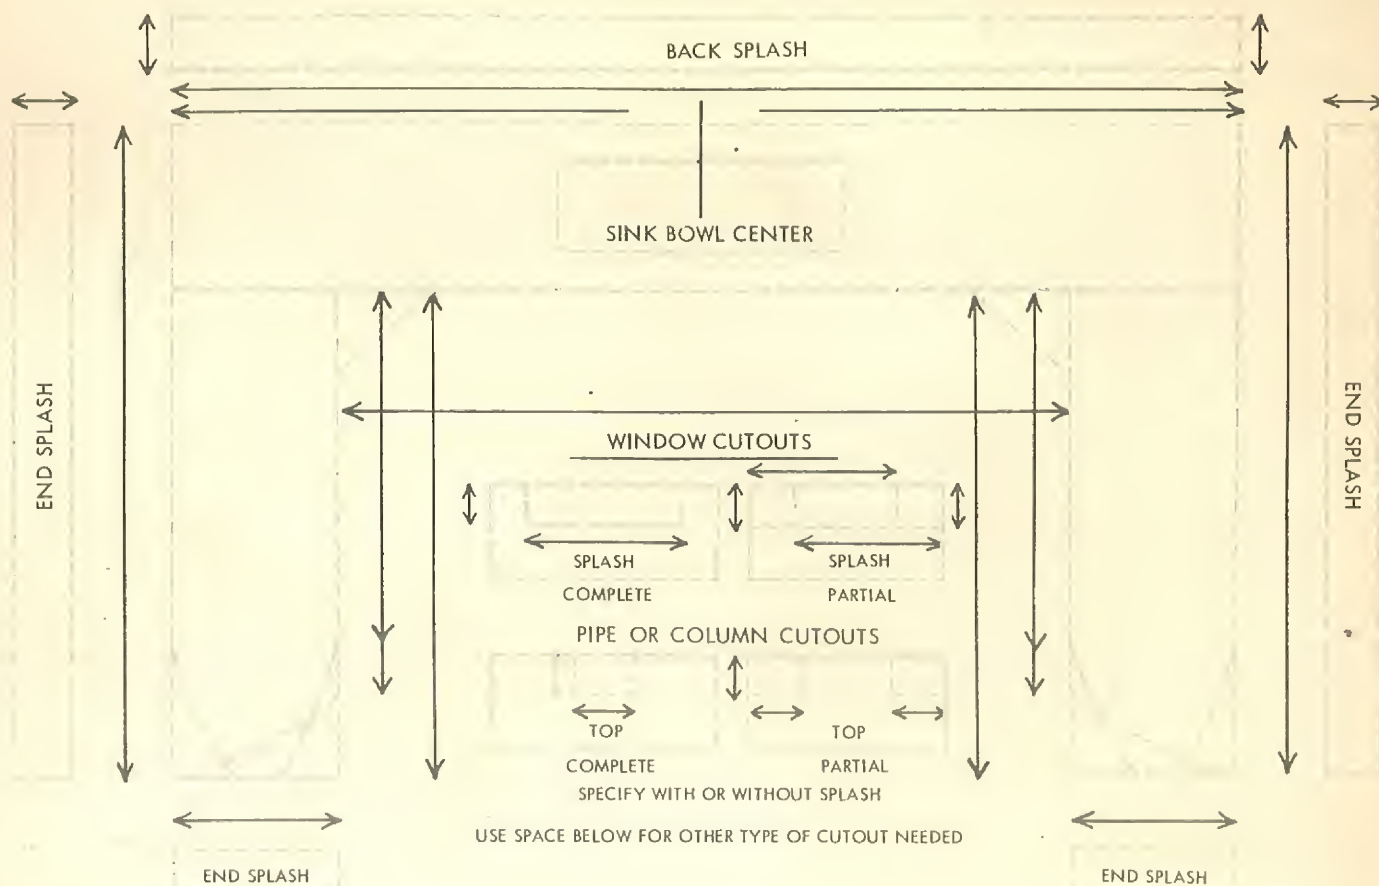 BACK SPLASH
SINK BOWL CENTER
END SPLASH
END SPLASH
WINDOW CUTOUTS
SPLASH
COMPLETE
SPLASH
PARTIAL
PIPE OR COLUMN CUTOUTS
TOP
COMPLETE
TOP
PARTIAL
SPECIFY WITH OR WITHOUT SPLASH
USE SPACE BELOW FOR OTHER TYPE OF CUTOUT NEEDED
END SPLASH
END SPLASH